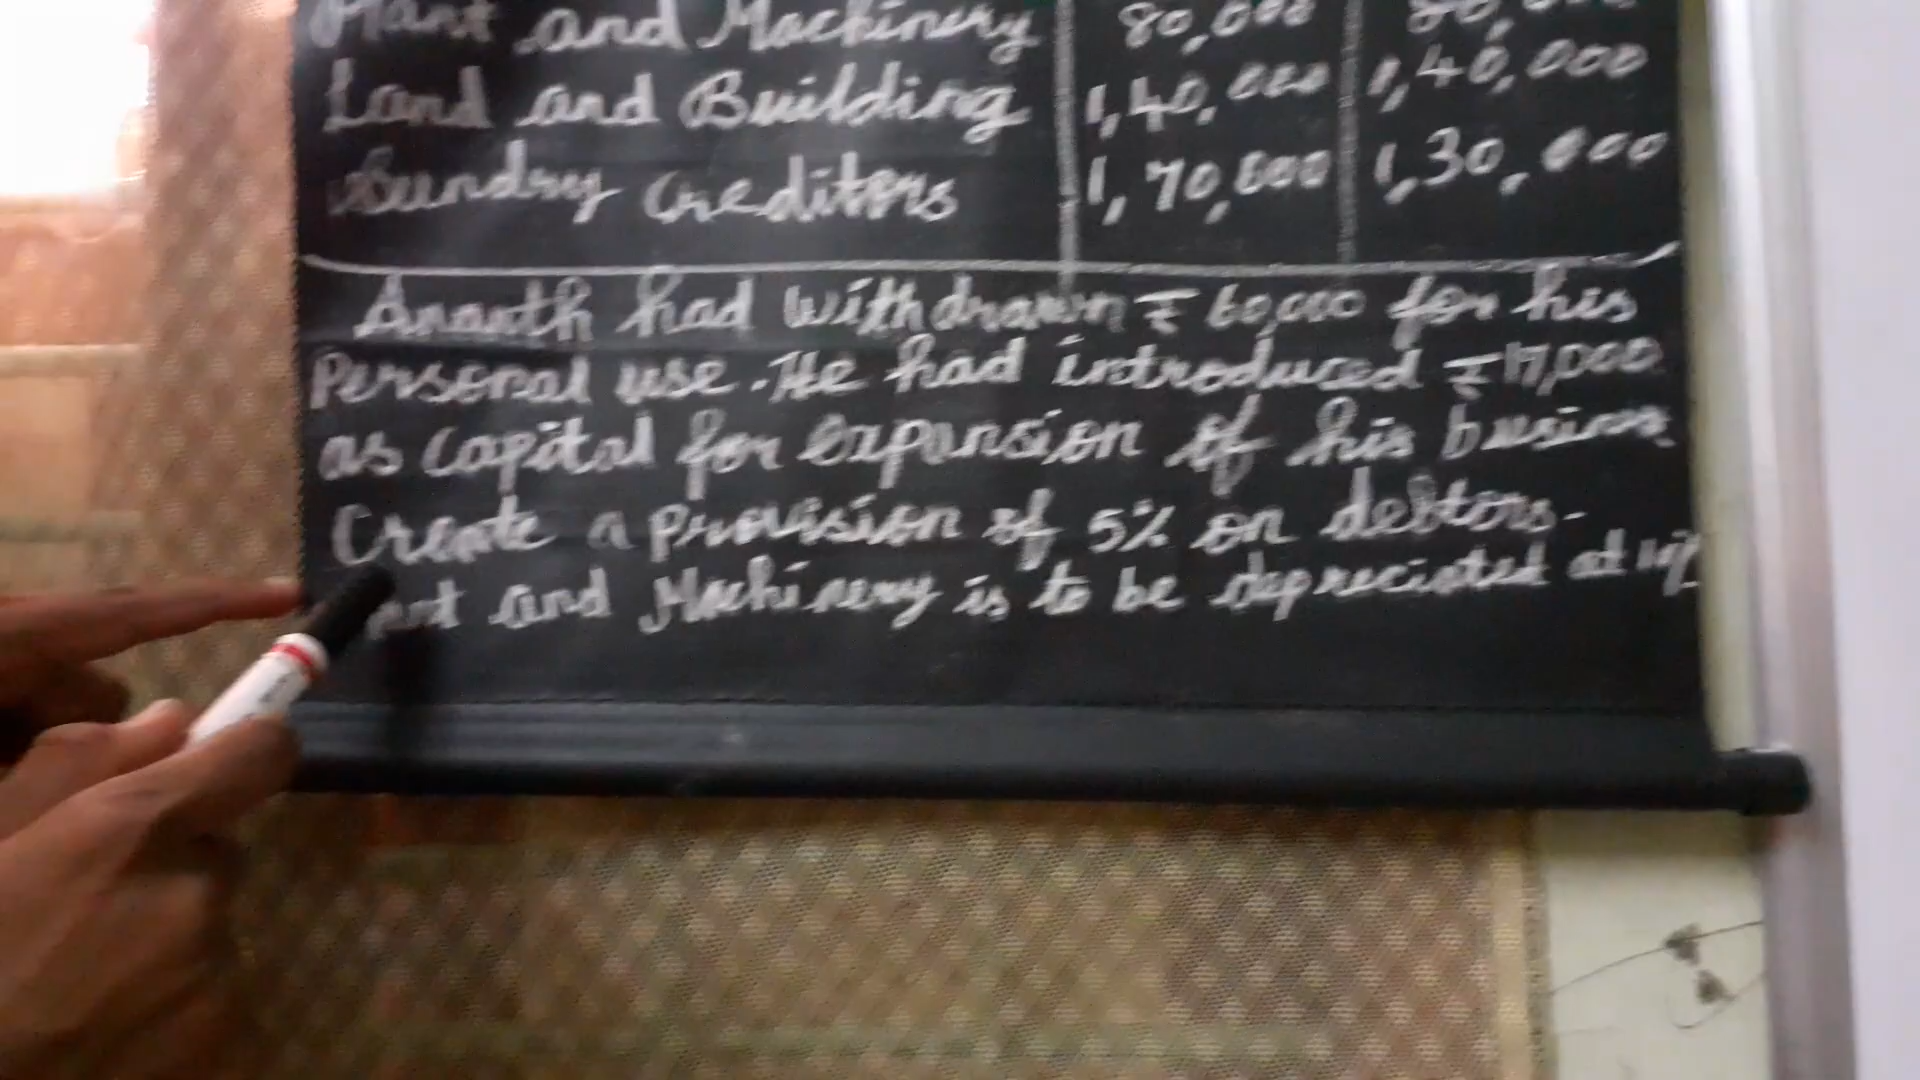 Plant and Machinery 80,000 80,000
Land and Building 1,40,000 1,40,000
Sundry Creditors 1,70,000 1,30,000
Ananth had withdrawn ₹ 60,000 for his
Personal use. He had introduced ₹ 17,000
as capital for expansion of his business.
Create a provision of 5% on debtors.
and Machinery is to be depreciated at